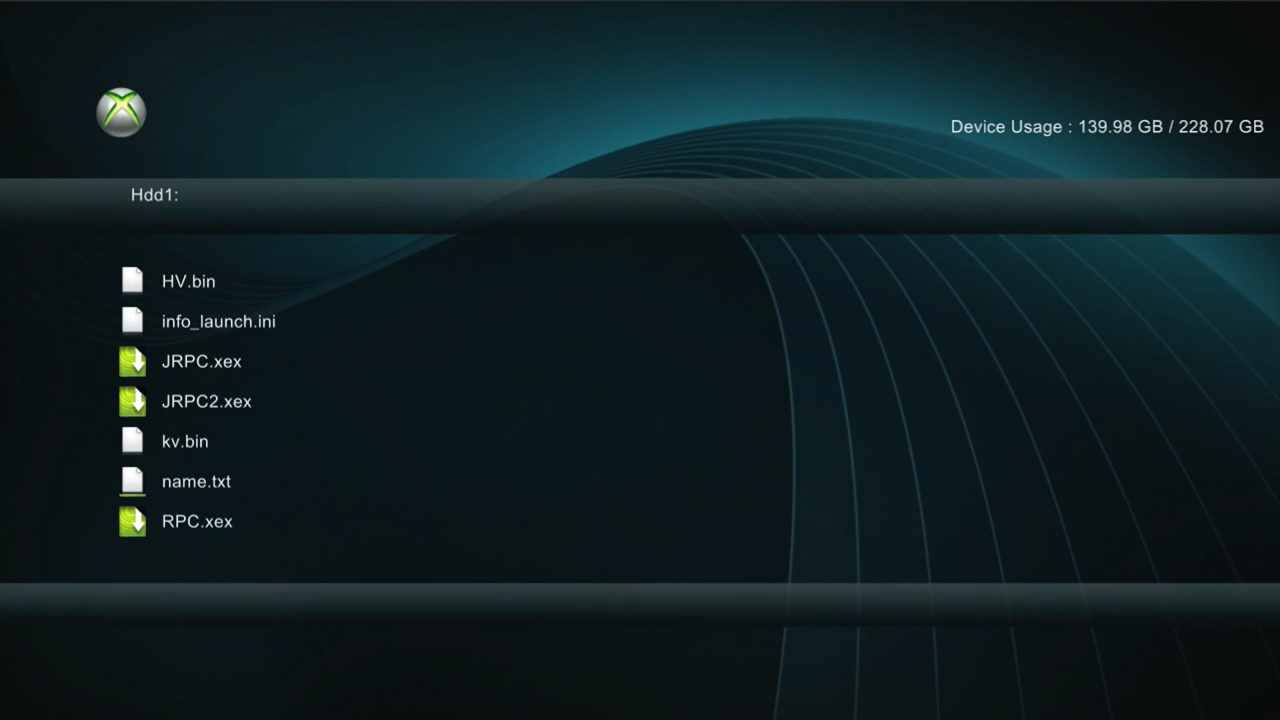 Device Usage : 139.98 GB / 228.07 GB
Hdd1:
HV.bin
info_launch.ini
JRPC.xex
JRPC2.xex
kv.bin
name.txt
RPC.xex